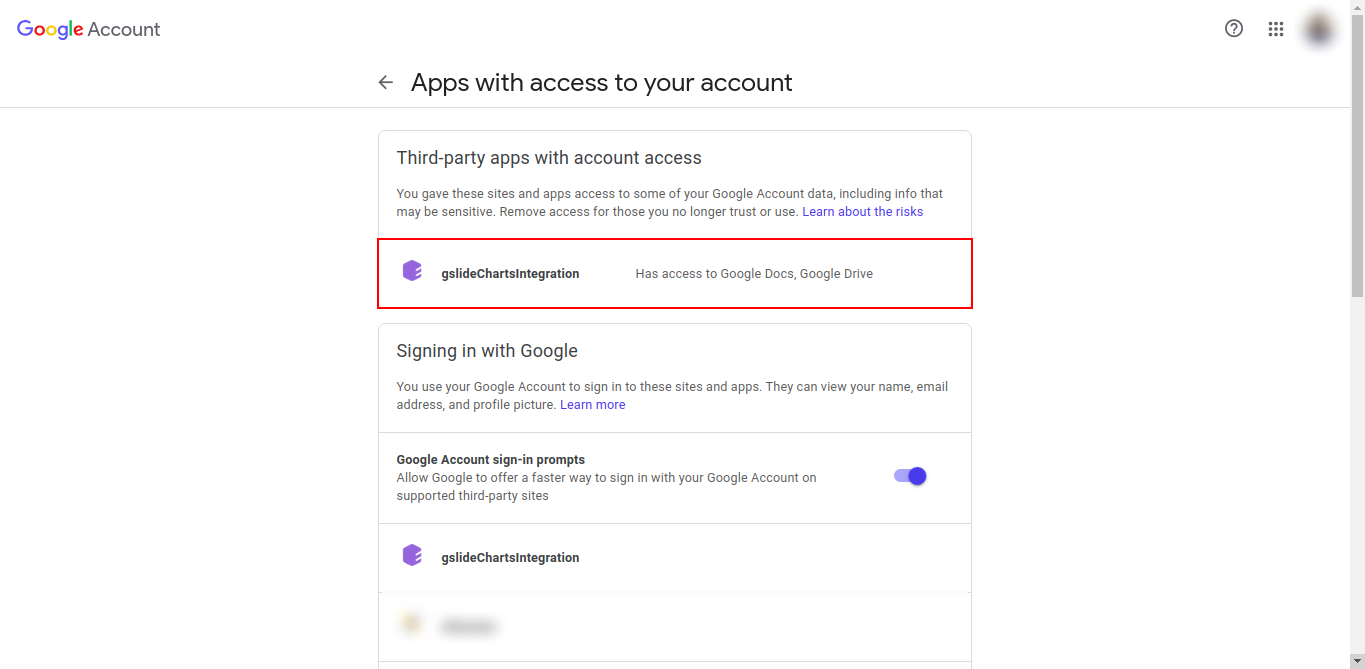 Google Account
Apps with access to your account
Third-party apps with account access
You gave these sites and apps access to some of your Google Account data, including info that
may be sensitive. Remove access for those you no longer trust or use. Learn about the risks
gslideChartsIntegration Has access to Google Docs, Google Drive
Signing in with Google
You use your Google Account to sign in to these sites and apps. They can view your name, email
address, and profile picture. Learn more
Google Account sign-in prompts
Allow Google to offer a faster way to sign in with your Google Account on
supported third-party sites
gslideChartsIntegration